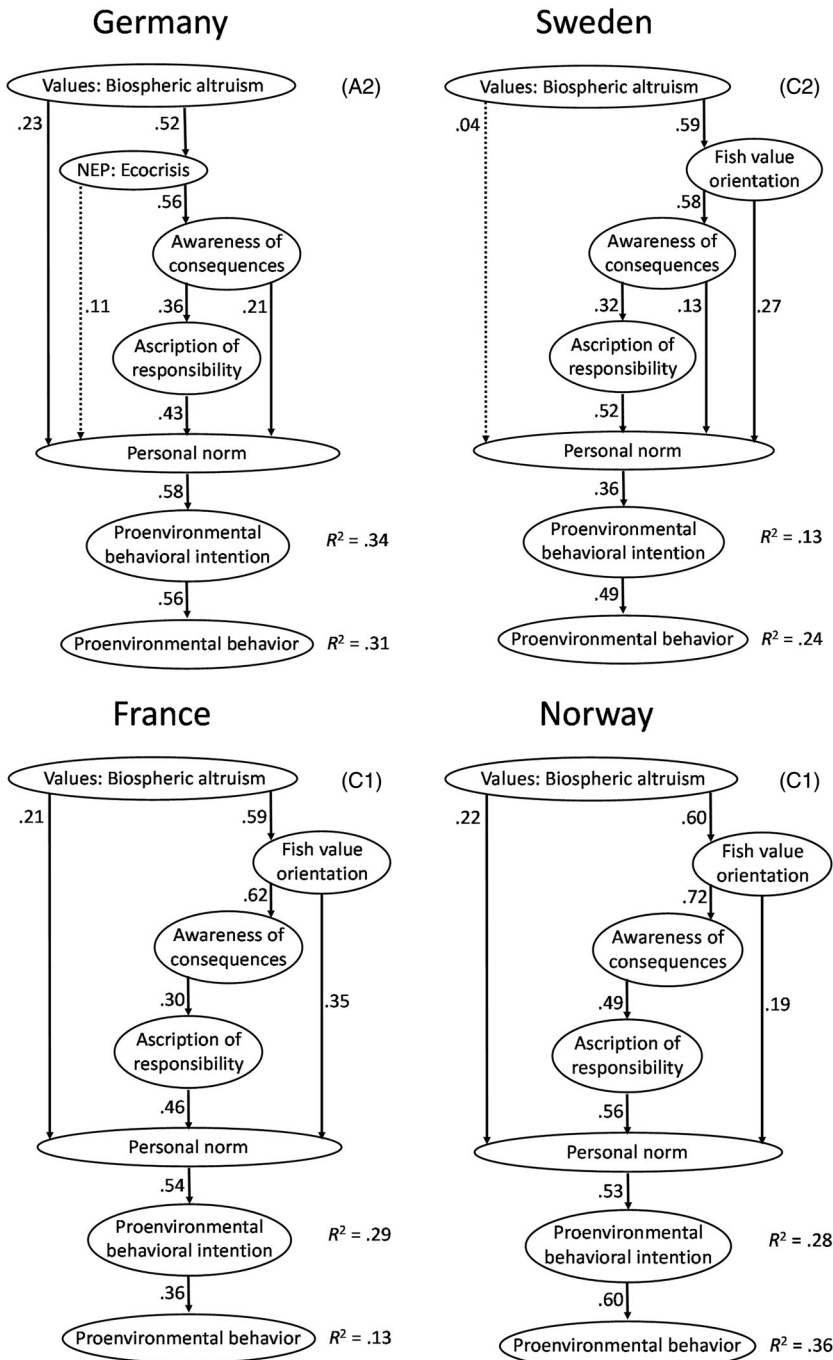 Germany
Values: Biospheric altruism
(A2)
.23
.52
NEP: Ecocrisis
.56
Awareness of
consequences
.11
.36
.21
Ascription of
responsibility
.43
Personal norm
.58
Proenvironmental
behavioral intention
R² = .34
.56
Proenvironmental behavior
R² = .31
Sweden
Values: Biospheric altruism
(C2)
.04
.59
Fish value
orientation
.58
Awareness of
consequences
.32
.13
.27
Ascription of
responsibility
.52
Personal norm
.36
Proenvironmental
behavioral intention
R² = .13
.49
Proenvironmental behavior
R² = .24
France
Values: Biospheric altruism
(C1)
.21
.59
Fish value
orientation
.62
Awareness of
consequences
.30
.35
Ascription of
responsibility
.46
Personal norm
.54
Proenvironmental
behavioral intention
R² = .29
.36
Proenvironmental behavior
R² = .13
Norway
Values: Biospheric altruism
(C1)
.22
.60
Fish value
orientation
.72
Awareness of
consequences
.49
.19
Ascription of
responsibility
.56
Personal norm
.53
Proenvironmental
behavioral intention
R² = .28
.60
Proenvironmental behavior
R² = .36